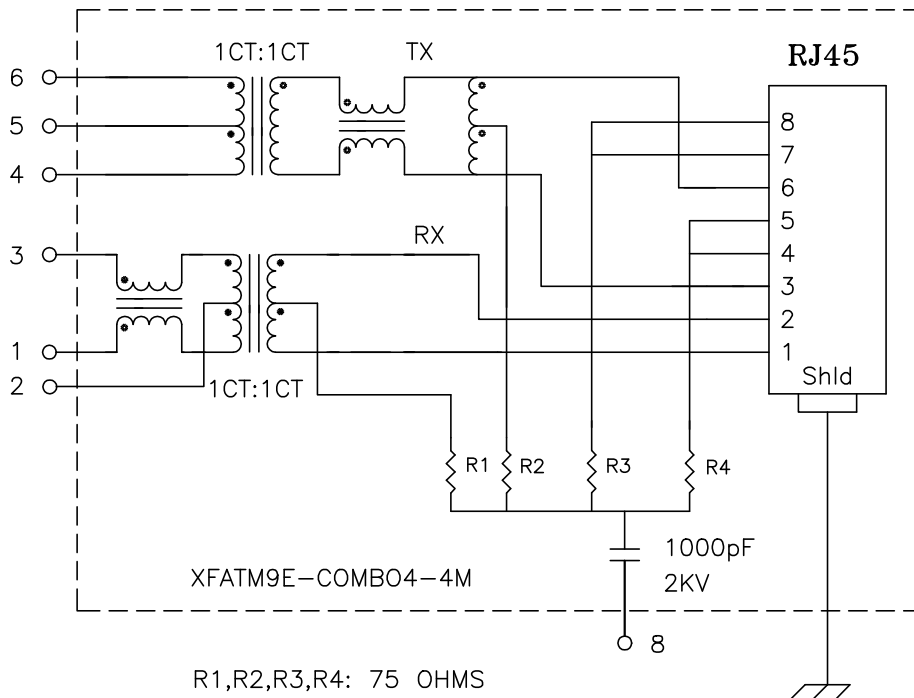 1CT:1CT
TX
RJ45
6
5
4
3
1
2
RX
1CT:1CT
8
7
6
5
4
3
2
1
Shld
R1
R2
R3
R4
1000pF
2KV
XFATM9E-COMBO4-4M
8
R1,R2,R3,R4: 75 OHMS